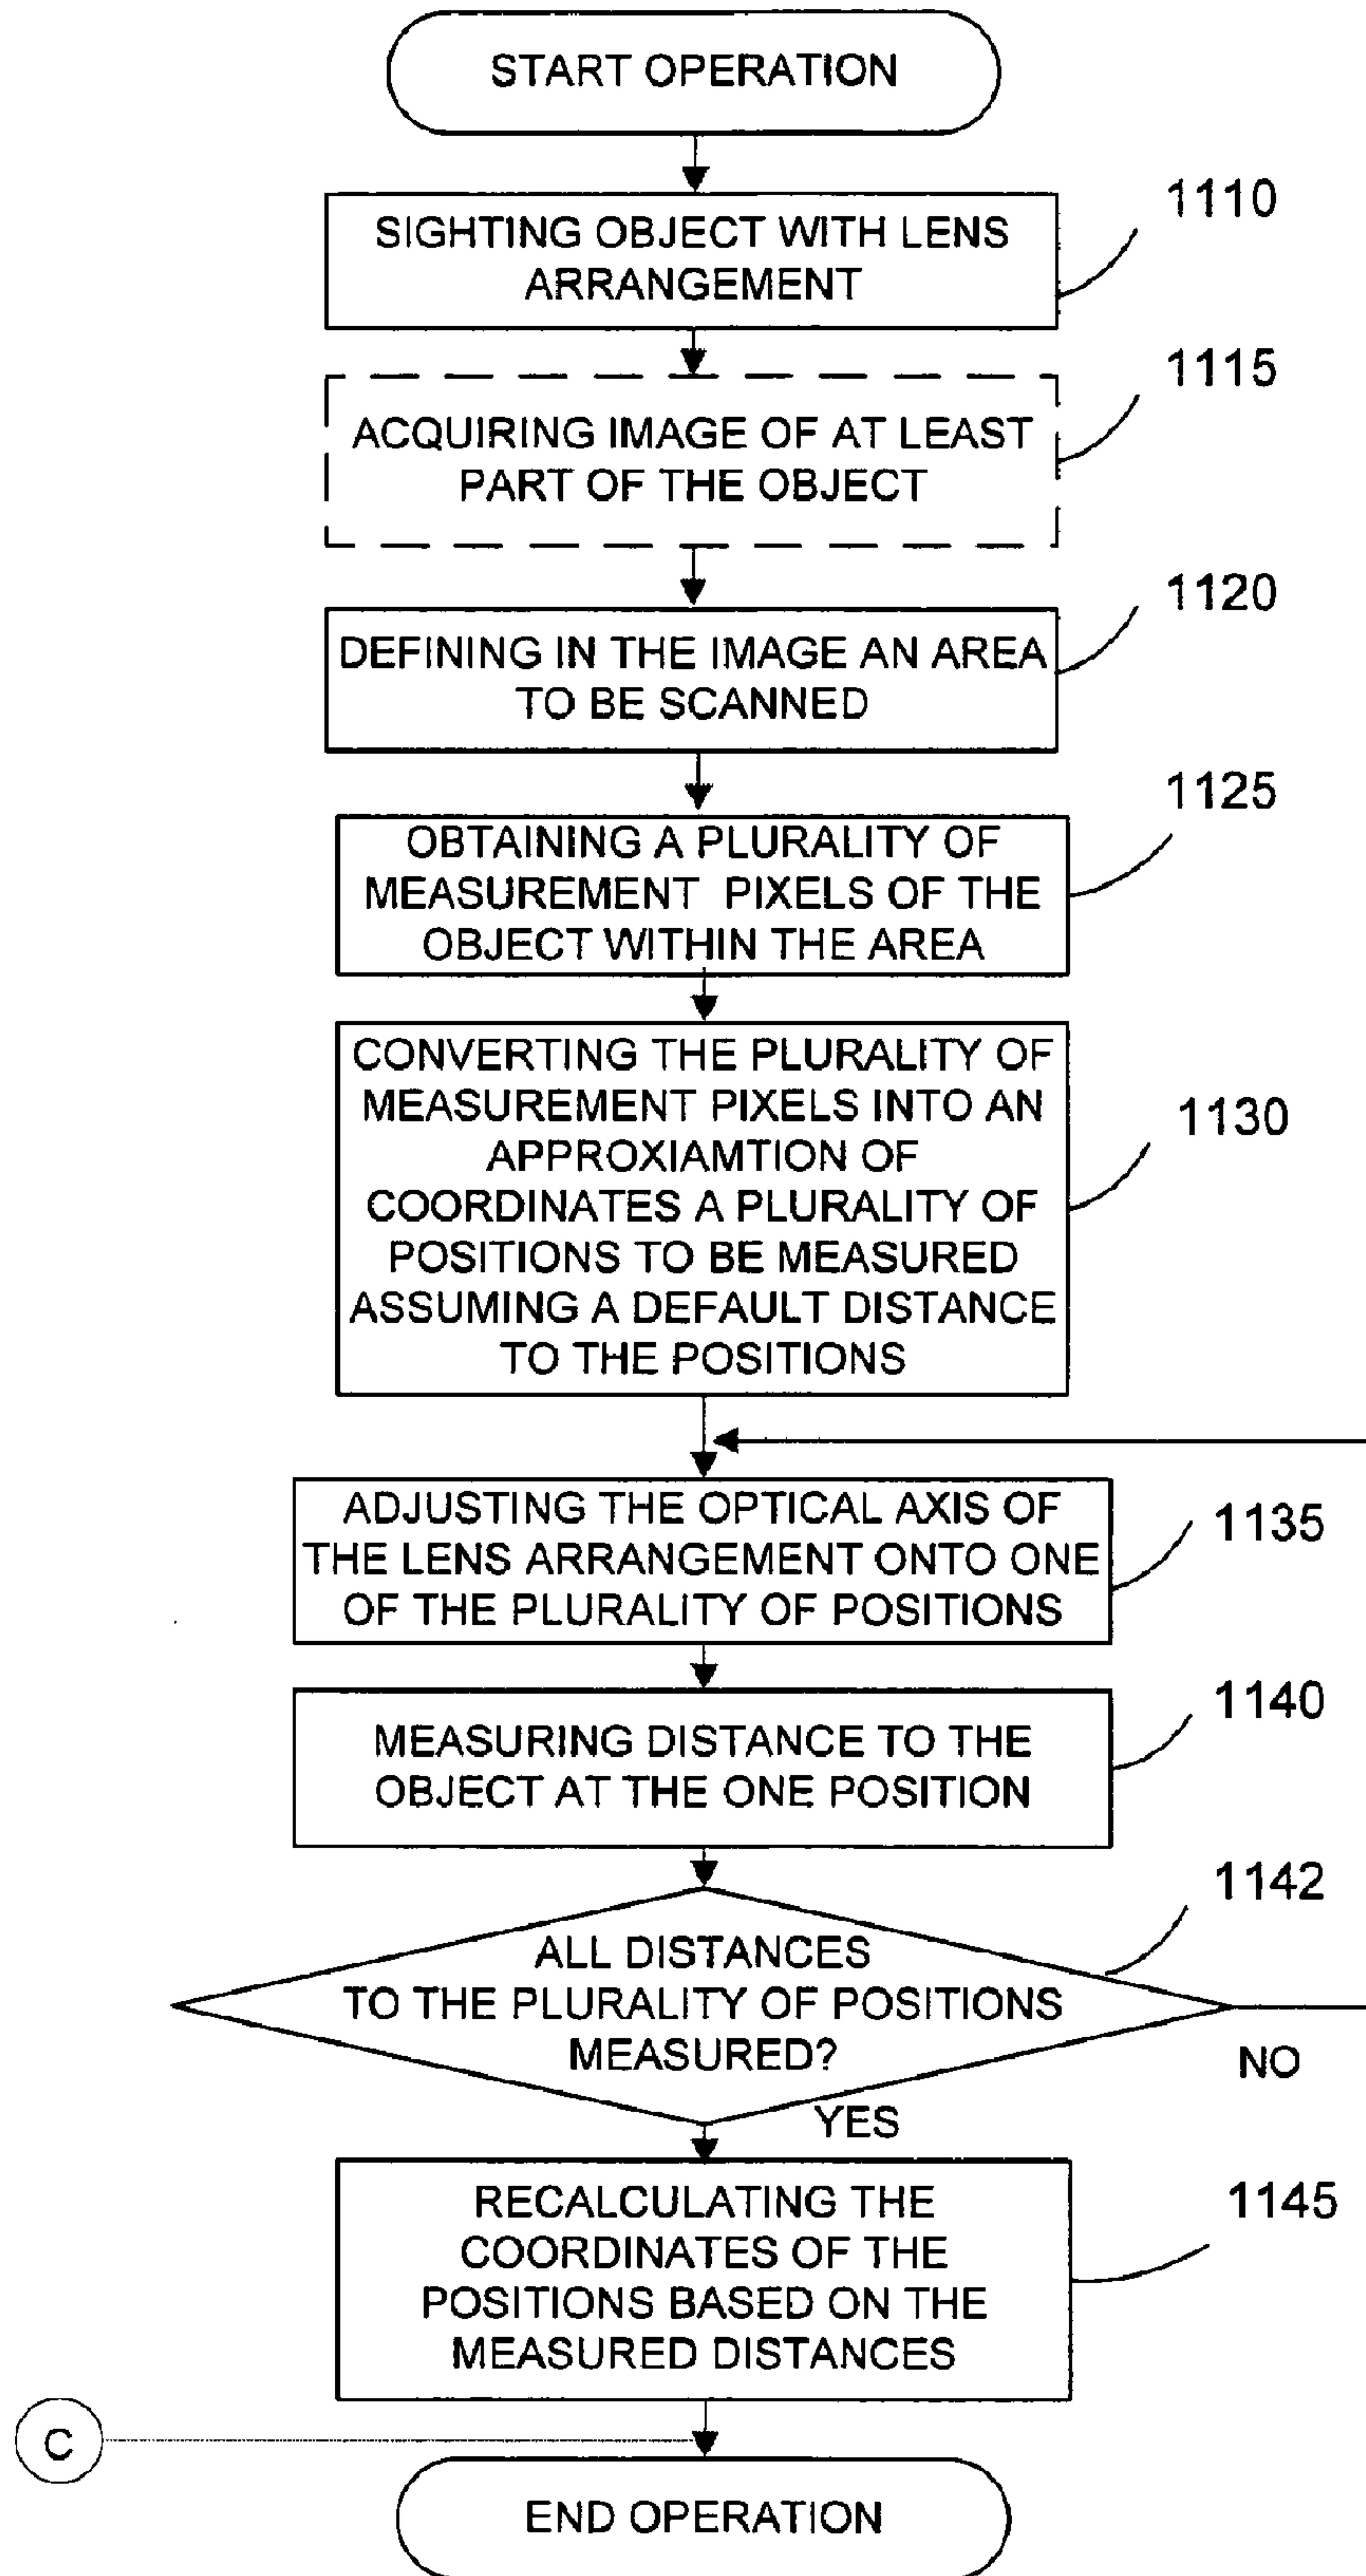 START OPERATION
SIGHTING OBJECT WITH LENS
ARRANGEMENT
1110
ACQUIRING IMAGE OF AT LEAST
PART OF THE OBJECT
1115
DEFINING IN THE IMAGE AN AREA
TO BE SCANNED
1120
OBTAINING A PLURALITY OF
MEASUREMENT PIXELS OF THE
OBJECT WITHIN THE AREA
1125
CONVERTING THE PLURALITY OF
MEASUREMENT PIXELS INTO AN
APPROXIAMTION OF
COORDINATES A PLURALITY OF
POSITIONS TO BE MEASURED
ASSUMING A DEFAULT DISTANCE
TO THE POSITIONS
1130
ADJUSTING THE OPTICAL AXIS OF
THE LENS ARRANGEMENT ONTO ONE
OF THE PLURALITY OF POSITIONS
1135
MEASURING DISTANCE TO THE
OBJECT AT THE ONE POSITION
1140
ALL DISTANCES
TO THE PLURALITY OF POSITIONS
MEASURED?
1142
NO
YES
RECALCULATING THE
COORDINATES OF THE
POSITIONS BASED ON THE
MEASURED DISTANCES
1145
C
END OPERATION